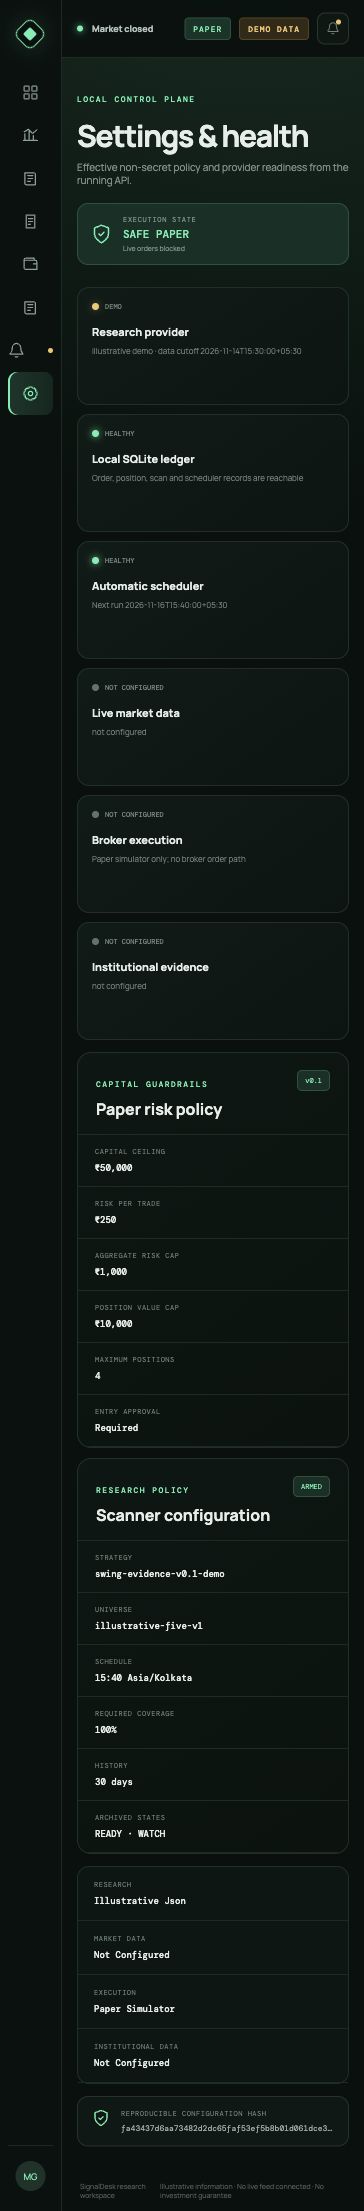 Market closed
PAPER
DEMO DATA
LOCAL CONTROL PLANE
Settings & health
Effective non-secret policy and provider readiness from the
running API.
EXECUTION STATE
SAFE PAPER
Live orders blocked
DEMO
Research provider
Illustrative demo · data cutoff 2026-11-14T15:30:00+05:30
HEALTHY
Local SQLite ledger
Order, position, scan and scheduler records are reachable
HEALTHY
Automatic scheduler
Next run 2026-11-16T15:40:00+05:30
NOT CONFIGURED
Live market data
not configured
NOT CONFIGURED
Broker execution
Paper simulator only; no broker order path
NOT CONFIGURED
Institutional evidence
not configured
CAPITAL GUARDRAILS
v0.1
Paper risk policy
CAPITAL CEILING
₹50,000
RISK PER TRADE
₹250
AGGREGATE RISK CAP
₹1,000
POSITION VALUE CAP
₹10,000
MAXIMUM POSITIONS
4
ENTRY APPROVAL
Required
RESEARCH POLICY
ARMED
Scanner configuration
STRATEGY
swing-evidence-v0.1-demo
UNIVERSE
illustrative-five-v1
SCHEDULE
15:40 Asia/Kolkata
REQUIRED COVERAGE
100%
HISTORY
30 days
ARCHIVED STATES
READY · WATCH
RESEARCH
Illustrative Json
MARKET DATA
Not Configured
EXECUTION
Paper Simulator
INSTITUTIONAL DATA
Not Configured
REPRODUCIBLE CONFIGURATION HASH
fa43437d6aa73482d2dc65faf53ef5b8b01d061dce3…
MG
SignalDesk research
workspace
Illustrative information · No live feed connected · No
investment guarantee